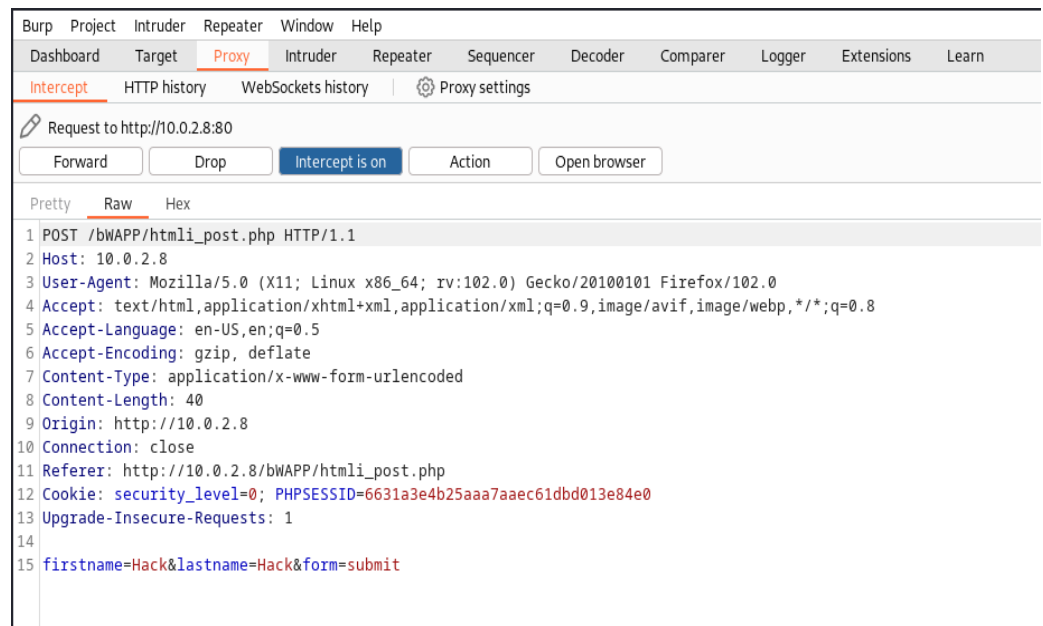 Burp Project Intruder Repeater Window Help
Dashboard Target Proxy Intruder Repeater Sequencer Decoder Comparer Logger Extensions Learn
Intercept HTTP history WebSockets history Proxy settings
Request to http://10.0.2.8:80
Forward Drop Intercept is on Action Open browser
Pretty Raw Hex
1 POST /bWAPP/htmli_post.php HTTP/1.1
2 Host: 10.0.2.8
3 User-Agent: Mozilla/5.0 (X11; Linux x86_64; rv:102.0) Gecko/20100101 Firefox/102.0
4 Accept: text/html,application/xhtml+xml,application/xml;q=0.9,image/avif,image/webp,*/*;q=0.8
5 Accept-Language: en-US,en;q=0.5
6 Accept-Encoding: gzip, deflate
7 Content-Type: application/x-www-form-urlencoded
8 Content-Length: 40
9 Origin: http://10.0.2.8
10 Connection: close
11 Referer: http://10.0.2.8/bWAPP/htmli_post.php
12 Cookie: security_level=0; PHPSESSID=6631a3e4b25aaa7aaec61dbd013e84e0
13 Upgrade-Insecure-Requests: 1
14
15 firstname=Hack&lastname=Hack&form=submit